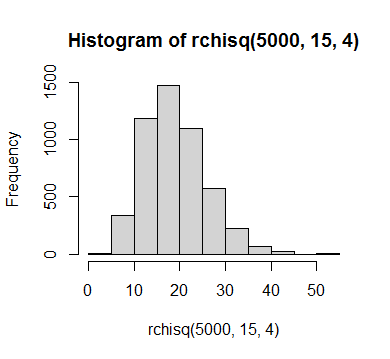 Histogram of rchisq(5000, 15, 4)
Frequency
1500
1000
500
0
0 10 20 30 40 50
rchisq(5000, 15, 4)